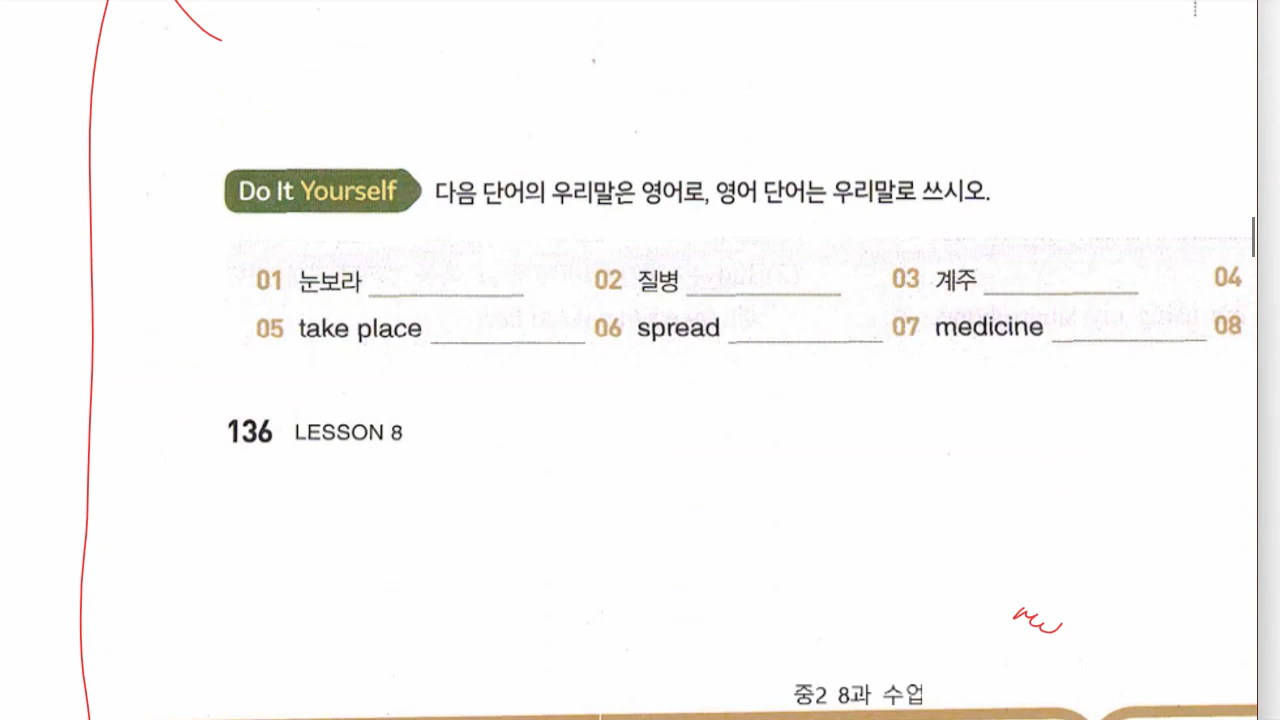 Do It Yourself 다음 단어의 우리말은 영어로, 영어 단어는 우리말로 쓰시오.
01 눈보라 02 질병 03 계주 04
05 take place 06 spread 07 medicine 08
136 LESSON 8
중2 8과 수업